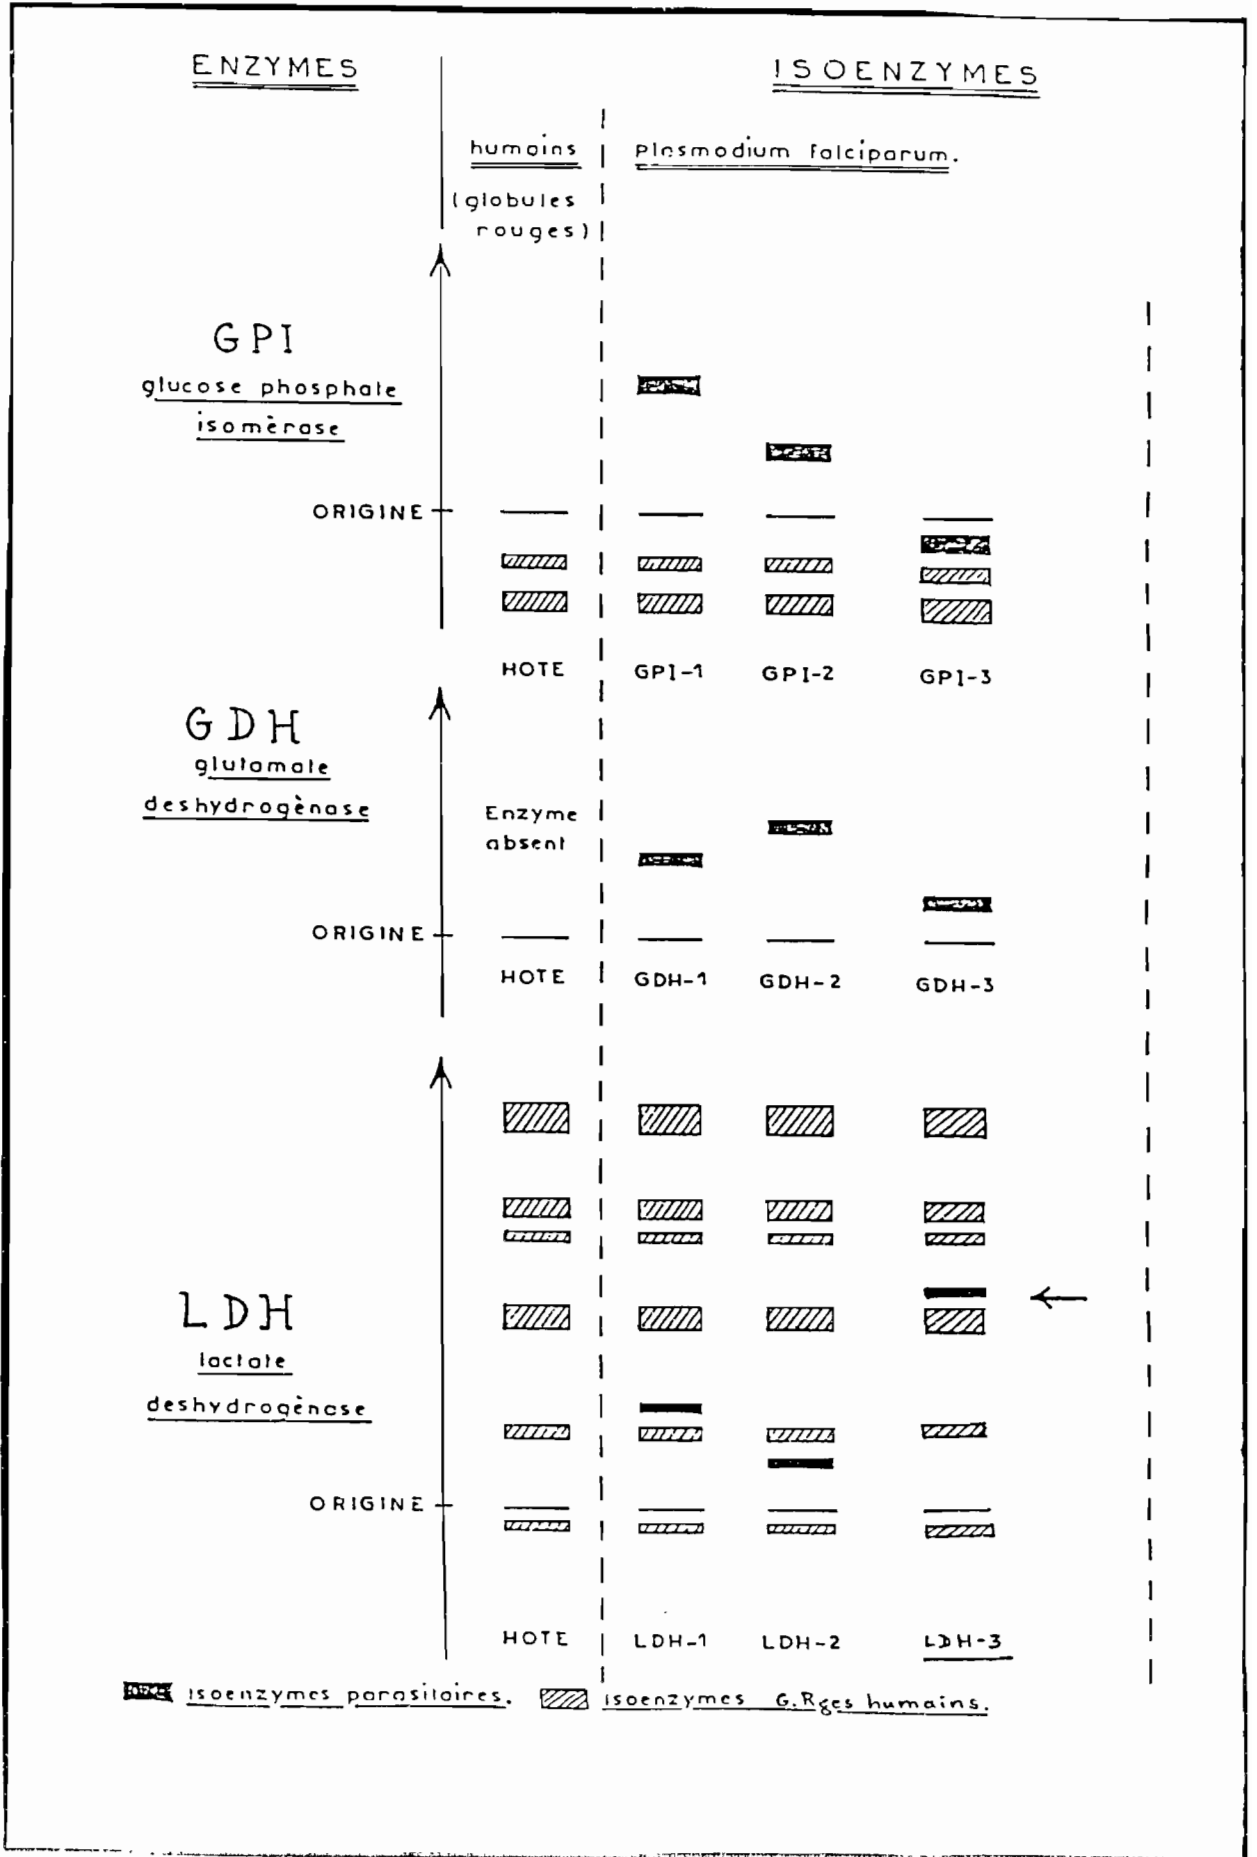 ENZYMES
ISOENZYMES
humains
Plasmodium falciparum.
(globules
rouges)
GPI
glucose phosphate
isomèrase
ORIGINE
HOTE GPI-1 GPI-2 GPI-3
GDH
glutamate
deshydrogènase
Enzyme
absent
ORIGINE
HOTE GDH-1 GDH-2 GDH-3
LDH
lactate
deshydrogènase
ORIGINE
HOTE LDH-1 LDH-2 LDH-3
Isoenzymes parasitaires. Isoenzymes G.Rges humains.